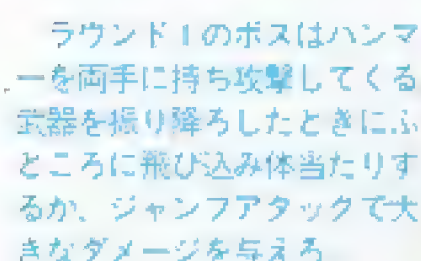 ラウンド1のボスはハンマ
ーを両手に持ち攻撃してくる
武器を振り降ろしたときにふ
ところに飛び込み体当たりす
るか、ジャンプアタックで大
きなダメージを与えろ